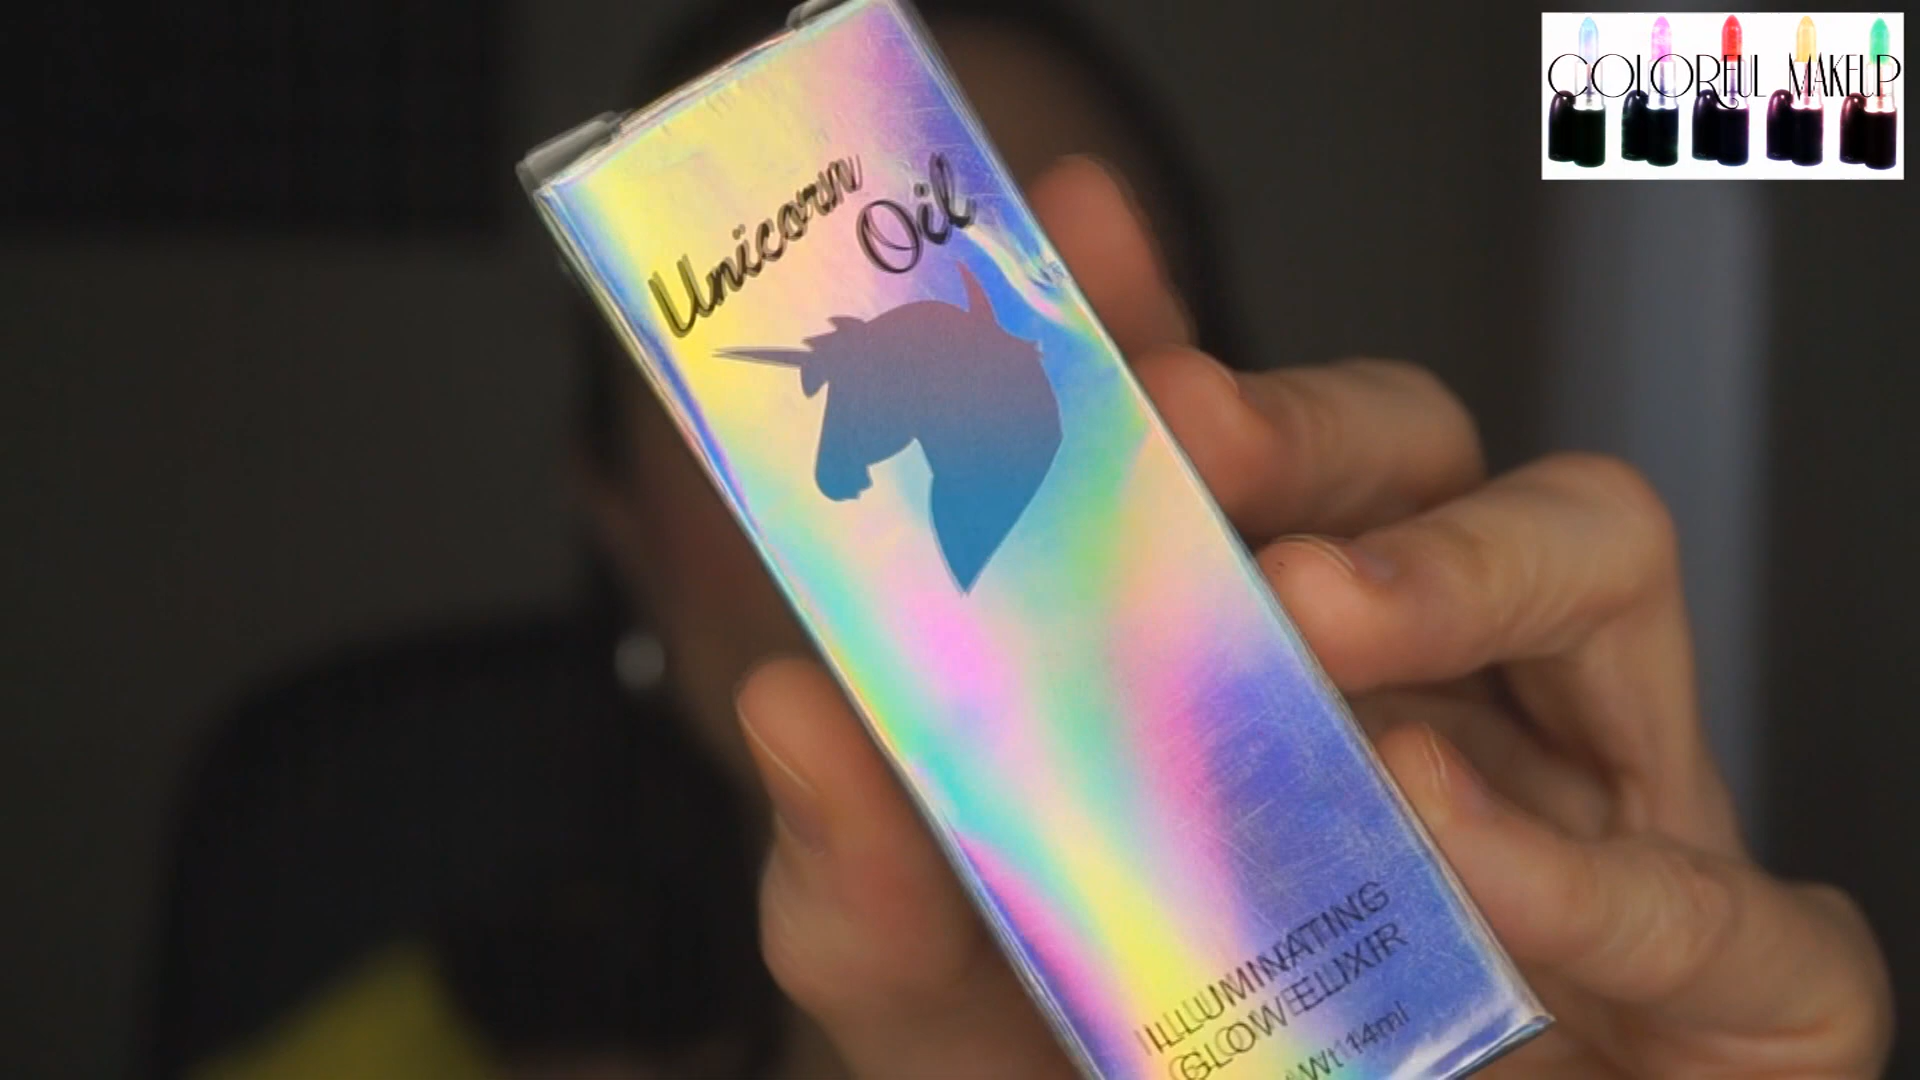 COLORFUL MAKEUP
Unicorn
Oil
ILLUMINATING
GLOW ELIXIR
Wt 14ml